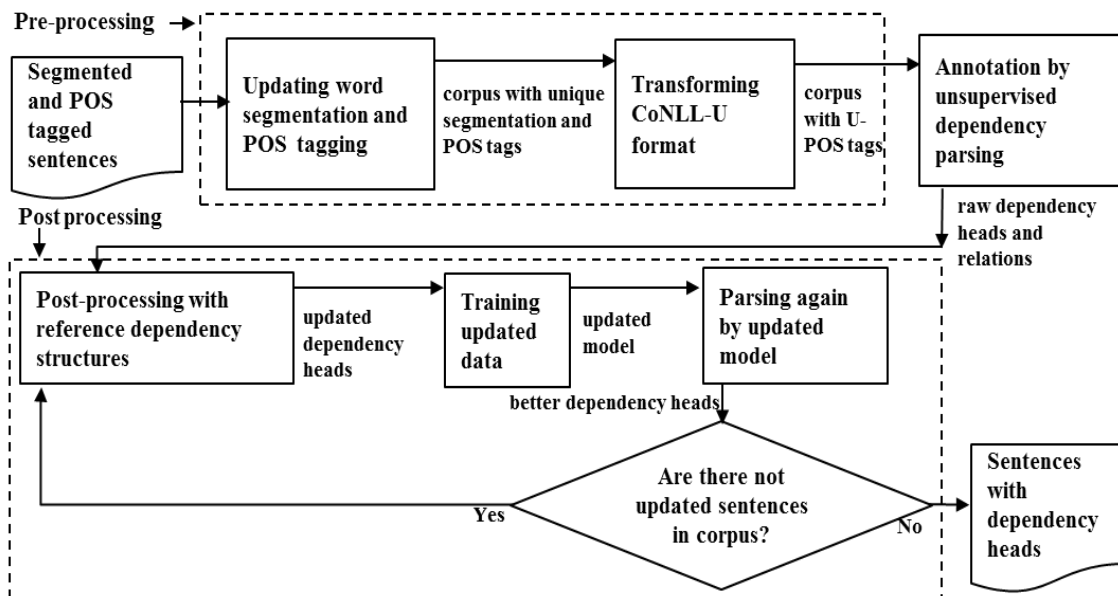 Pre-processing
Segmented
and POS
tagged
sentences
Updating word
segmentation and
POS tagging
corpus with unique
segmentation and
POS tags
Transforming
CoNLL-U
format
corpus
with U-
POS tags
Annotation by
unsupervised
dependency
parsing
raw dependency
heads and
relations
Post processing
Post-processing with
reference dependency
structures
updated
dependency
heads
Training
updated
data
updated
model
Parsing again
by updated
model
better dependency heads
Are there not
updated sentences
in corpus?
Yes
No
Sentences
with
dependency
heads